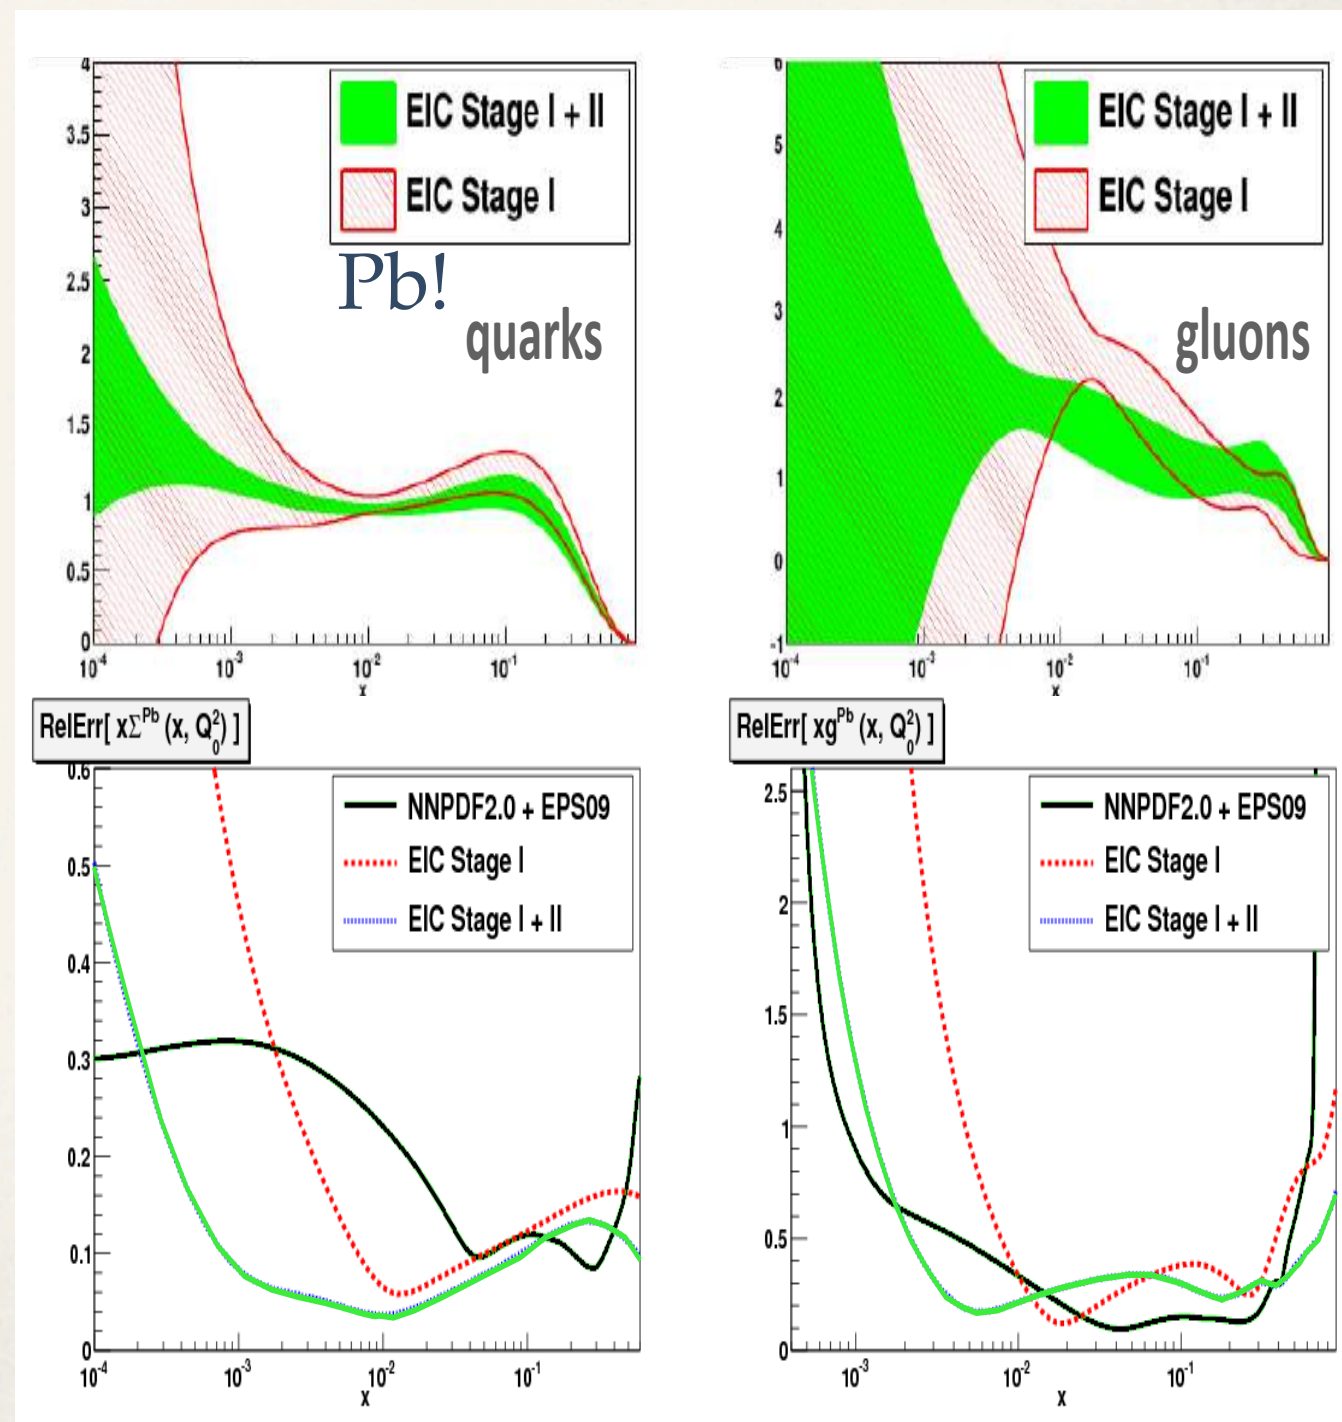 4
3.5
3
2.5
2
1.5
1
0.5
0
EIC Stage I + II
EIC Stage I
Pb!
quarks
10⁻⁴ 10⁻³ 10⁻² 10⁻¹
x
6
5
4
3
2
1
0
-1
EIC Stage I + II
EIC Stage I
gluons
10⁻⁴ 10⁻³ 10⁻² 10⁻¹
x
RelErr[ xΣᴾᵇ (x, Q₀²) ]
0.6
0.5
0.4
0.3
0.2
0.1
0
NNPDF2.0 + EPS09
EIC Stage I
EIC Stage I + II
10⁻⁴ 10⁻³ 10⁻² 10⁻¹
x
RelErr[ xgᴾᵇ (x, Q₀²) ]
2.5
2
1.5
1
0.5
0
NNPDF2.0 + EPS09
EIC Stage I
EIC Stage I + II
10⁻³ 10⁻² 10⁻¹
x